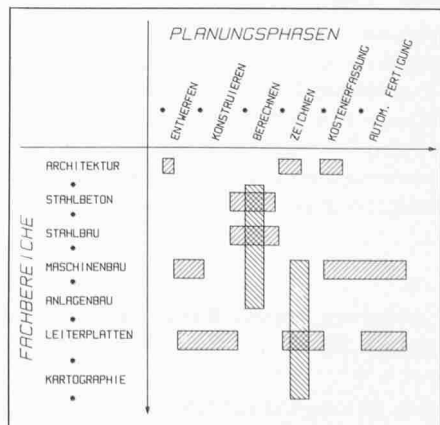 PLANUNGSPHASEN
ENTWERFEN
KONSTRUIEREN
BERECHNEN
ZEICHNEN
KOSTENERFASSUNG
AUTOM. FERTIGUNG
FACHBEREICHE
ARCHITEKTUR
STAHLBETON
STAHLBAU
MASCHINENBAU
ANLAGENBAU
LEITERPLATTEN
KARTOGRAPHIE